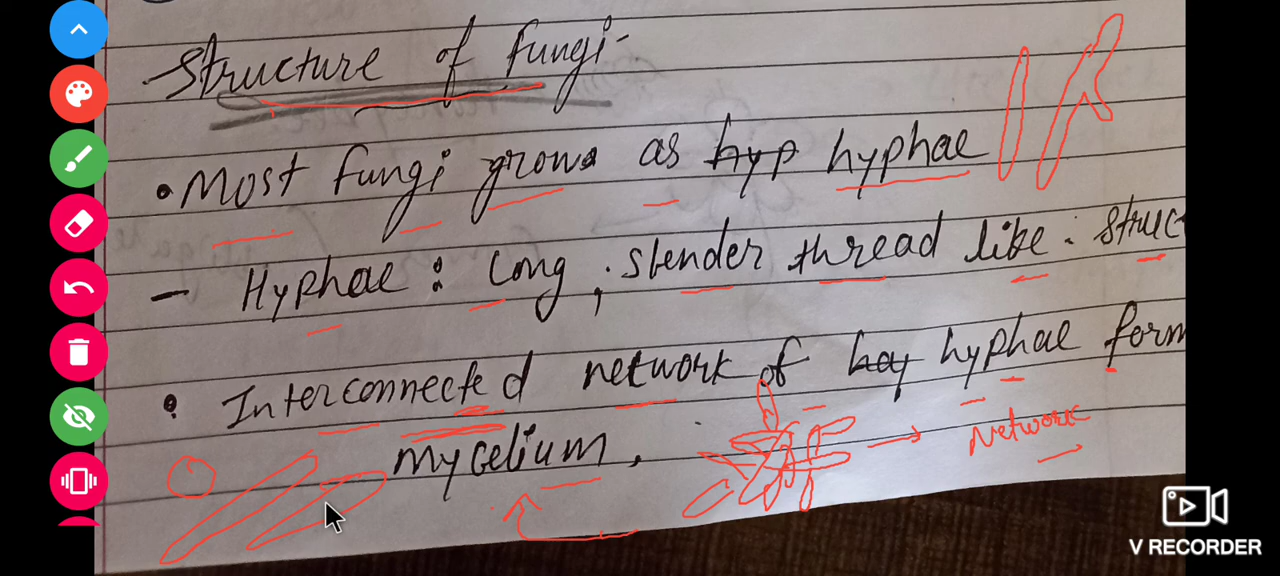 Structure of fungi-
• Most fungi grows as hyp hyphae
- Hyphae : Long , slender thread like . struc
• Interconnected network of hy hyphae form
mycelium .
→ Network
V RECORDER